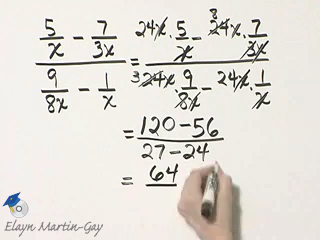 5/x - 7/3x / 9/8x - 1/x = 24x · 5/x - 8 24x · 7/3x / 3 24x · 9/8x - 24x · 1/x
= 120 - 56 / 27 - 24
= 64
Elayn Martin-Gay